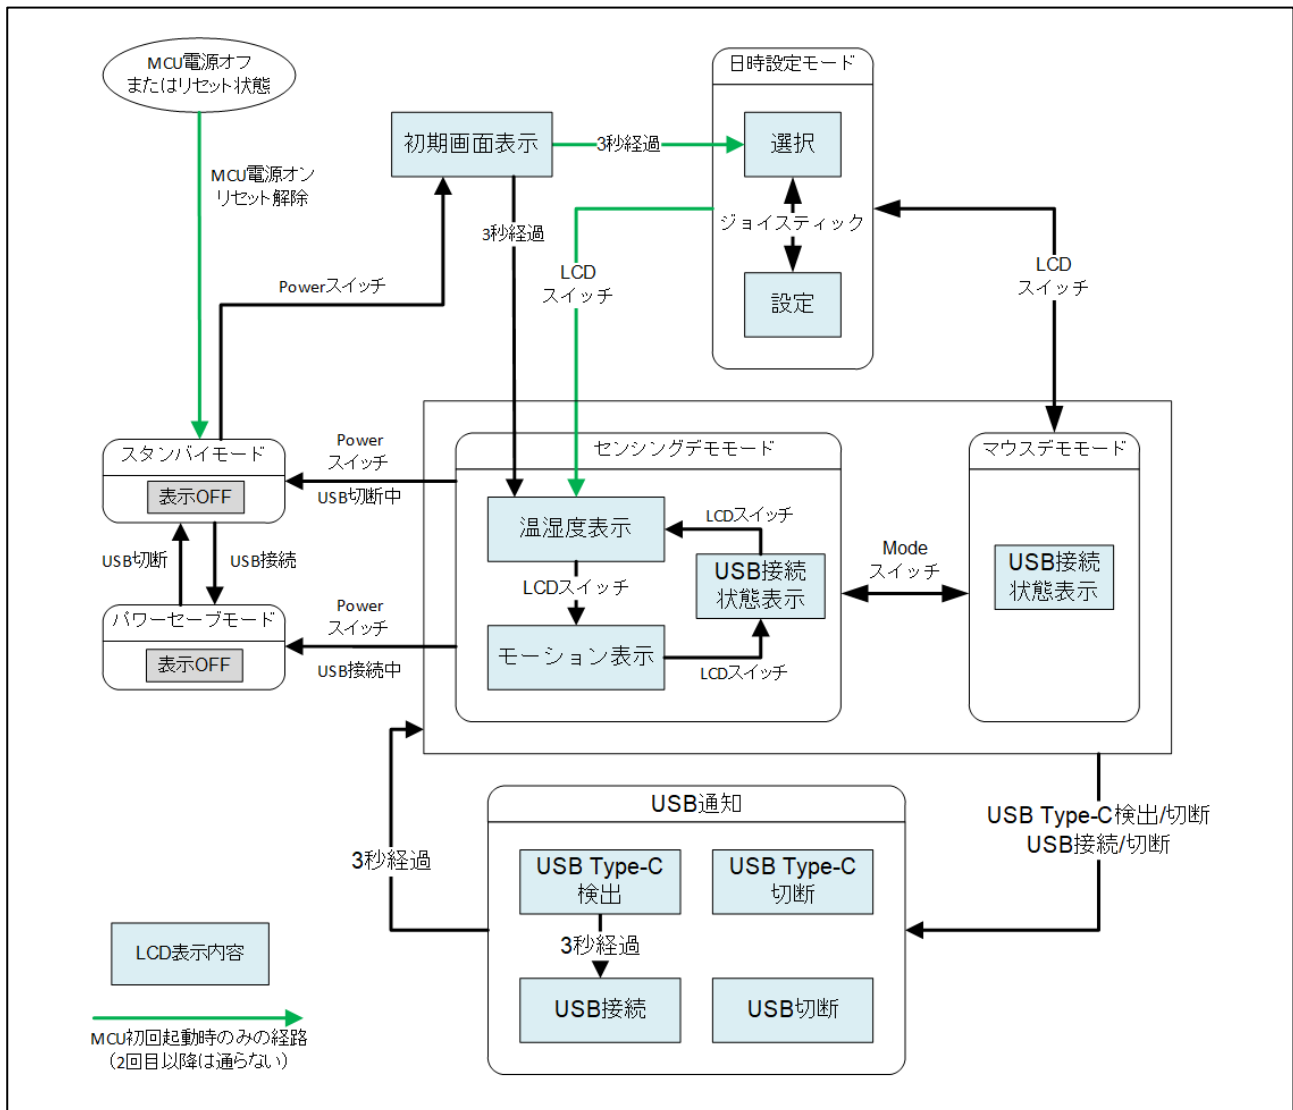 MCU電源オフ
またはリセット状態
MCU電源オン
リセット解除
初期画面表示
3秒経過
日時設定モード
選択
ジョイスティック
設定
3秒経過
LCD
スイッチ
LCD
スイッチ
Powerスイッチ
スタンバイモード
表示OFF
USB切断
USB接続
パワーセーブモード
表示OFF
Power
スイッチ
USB切断中
Power
スイッチ
USB接続中
センシングデモモード
温湿度表示
LCDスイッチ
モーション表示
LCDスイッチ
USB接続
状態表示
LCDスイッチ
Mode
スイッチ
マウスデモモード
USB接続
状態表示
USB Type-C検出/切断
USB接続/切断
3秒経過
USB通知
USB Type-C
検出
3秒経過
USB接続
USB Type-C
切断
USB切断
LCD表示内容
MCU初回起動時のみの経路
（2回目以降は通らない）